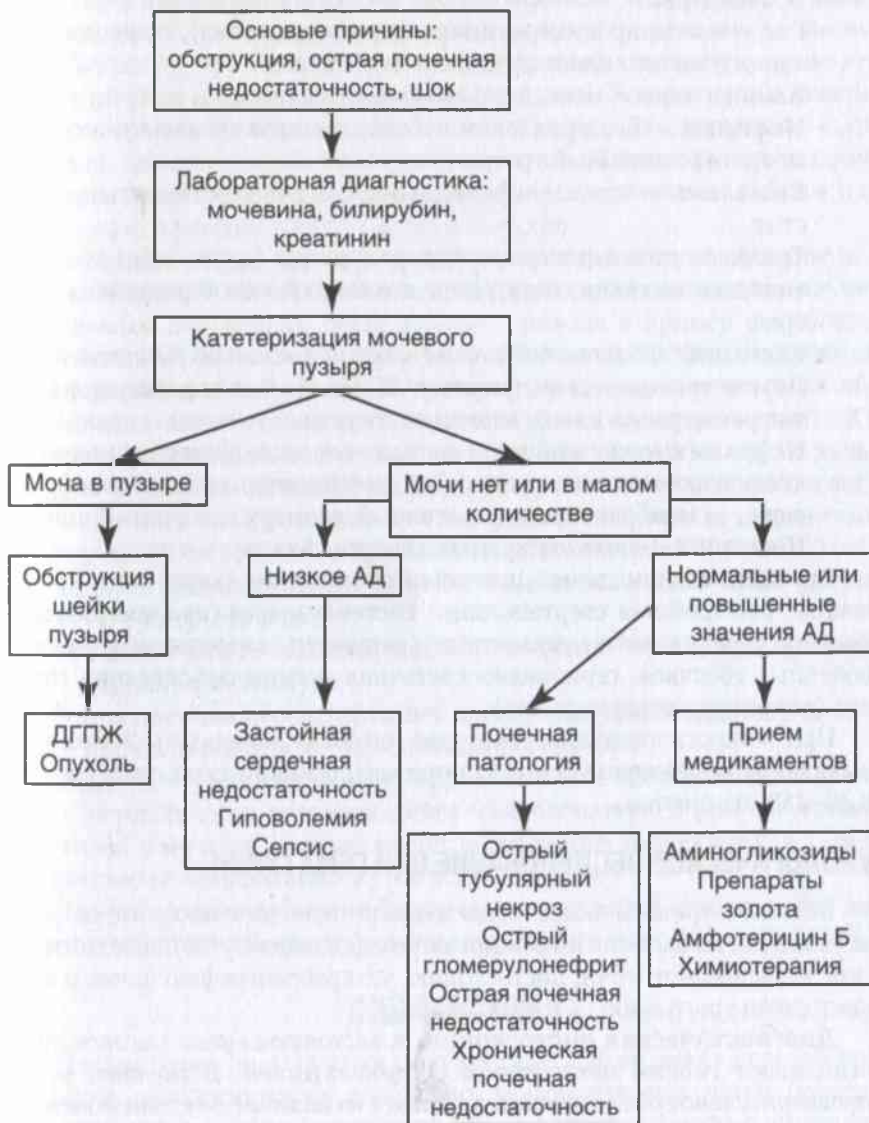 Основые причины:
обструкция, острая почечная
недостаточность, шок
Лабораторная диагностика:
мочевина, билирубин,
креатинин
Катетеризация мочевого
пузыря
Моча в пузыре
Мочи нет или в малом
количестве
Обструкция
шейки
пузыря
Низкое АД
Нормальные или
повышенные
значения АД
ДГПЖ
Опухоль
Застойная
сердечная
недостаточность
Гиповолемия
Сепсис
Почечная
патология
Прием
медикаментов
Острый
тубулярный
некроз
Острый
гломерулонефрит
Острая почечная
недостаточность
Хроническая
почечная
недостаточность
Аминогликозиды
Препараты
золота
Амфотерицин Б
Химиотерапия